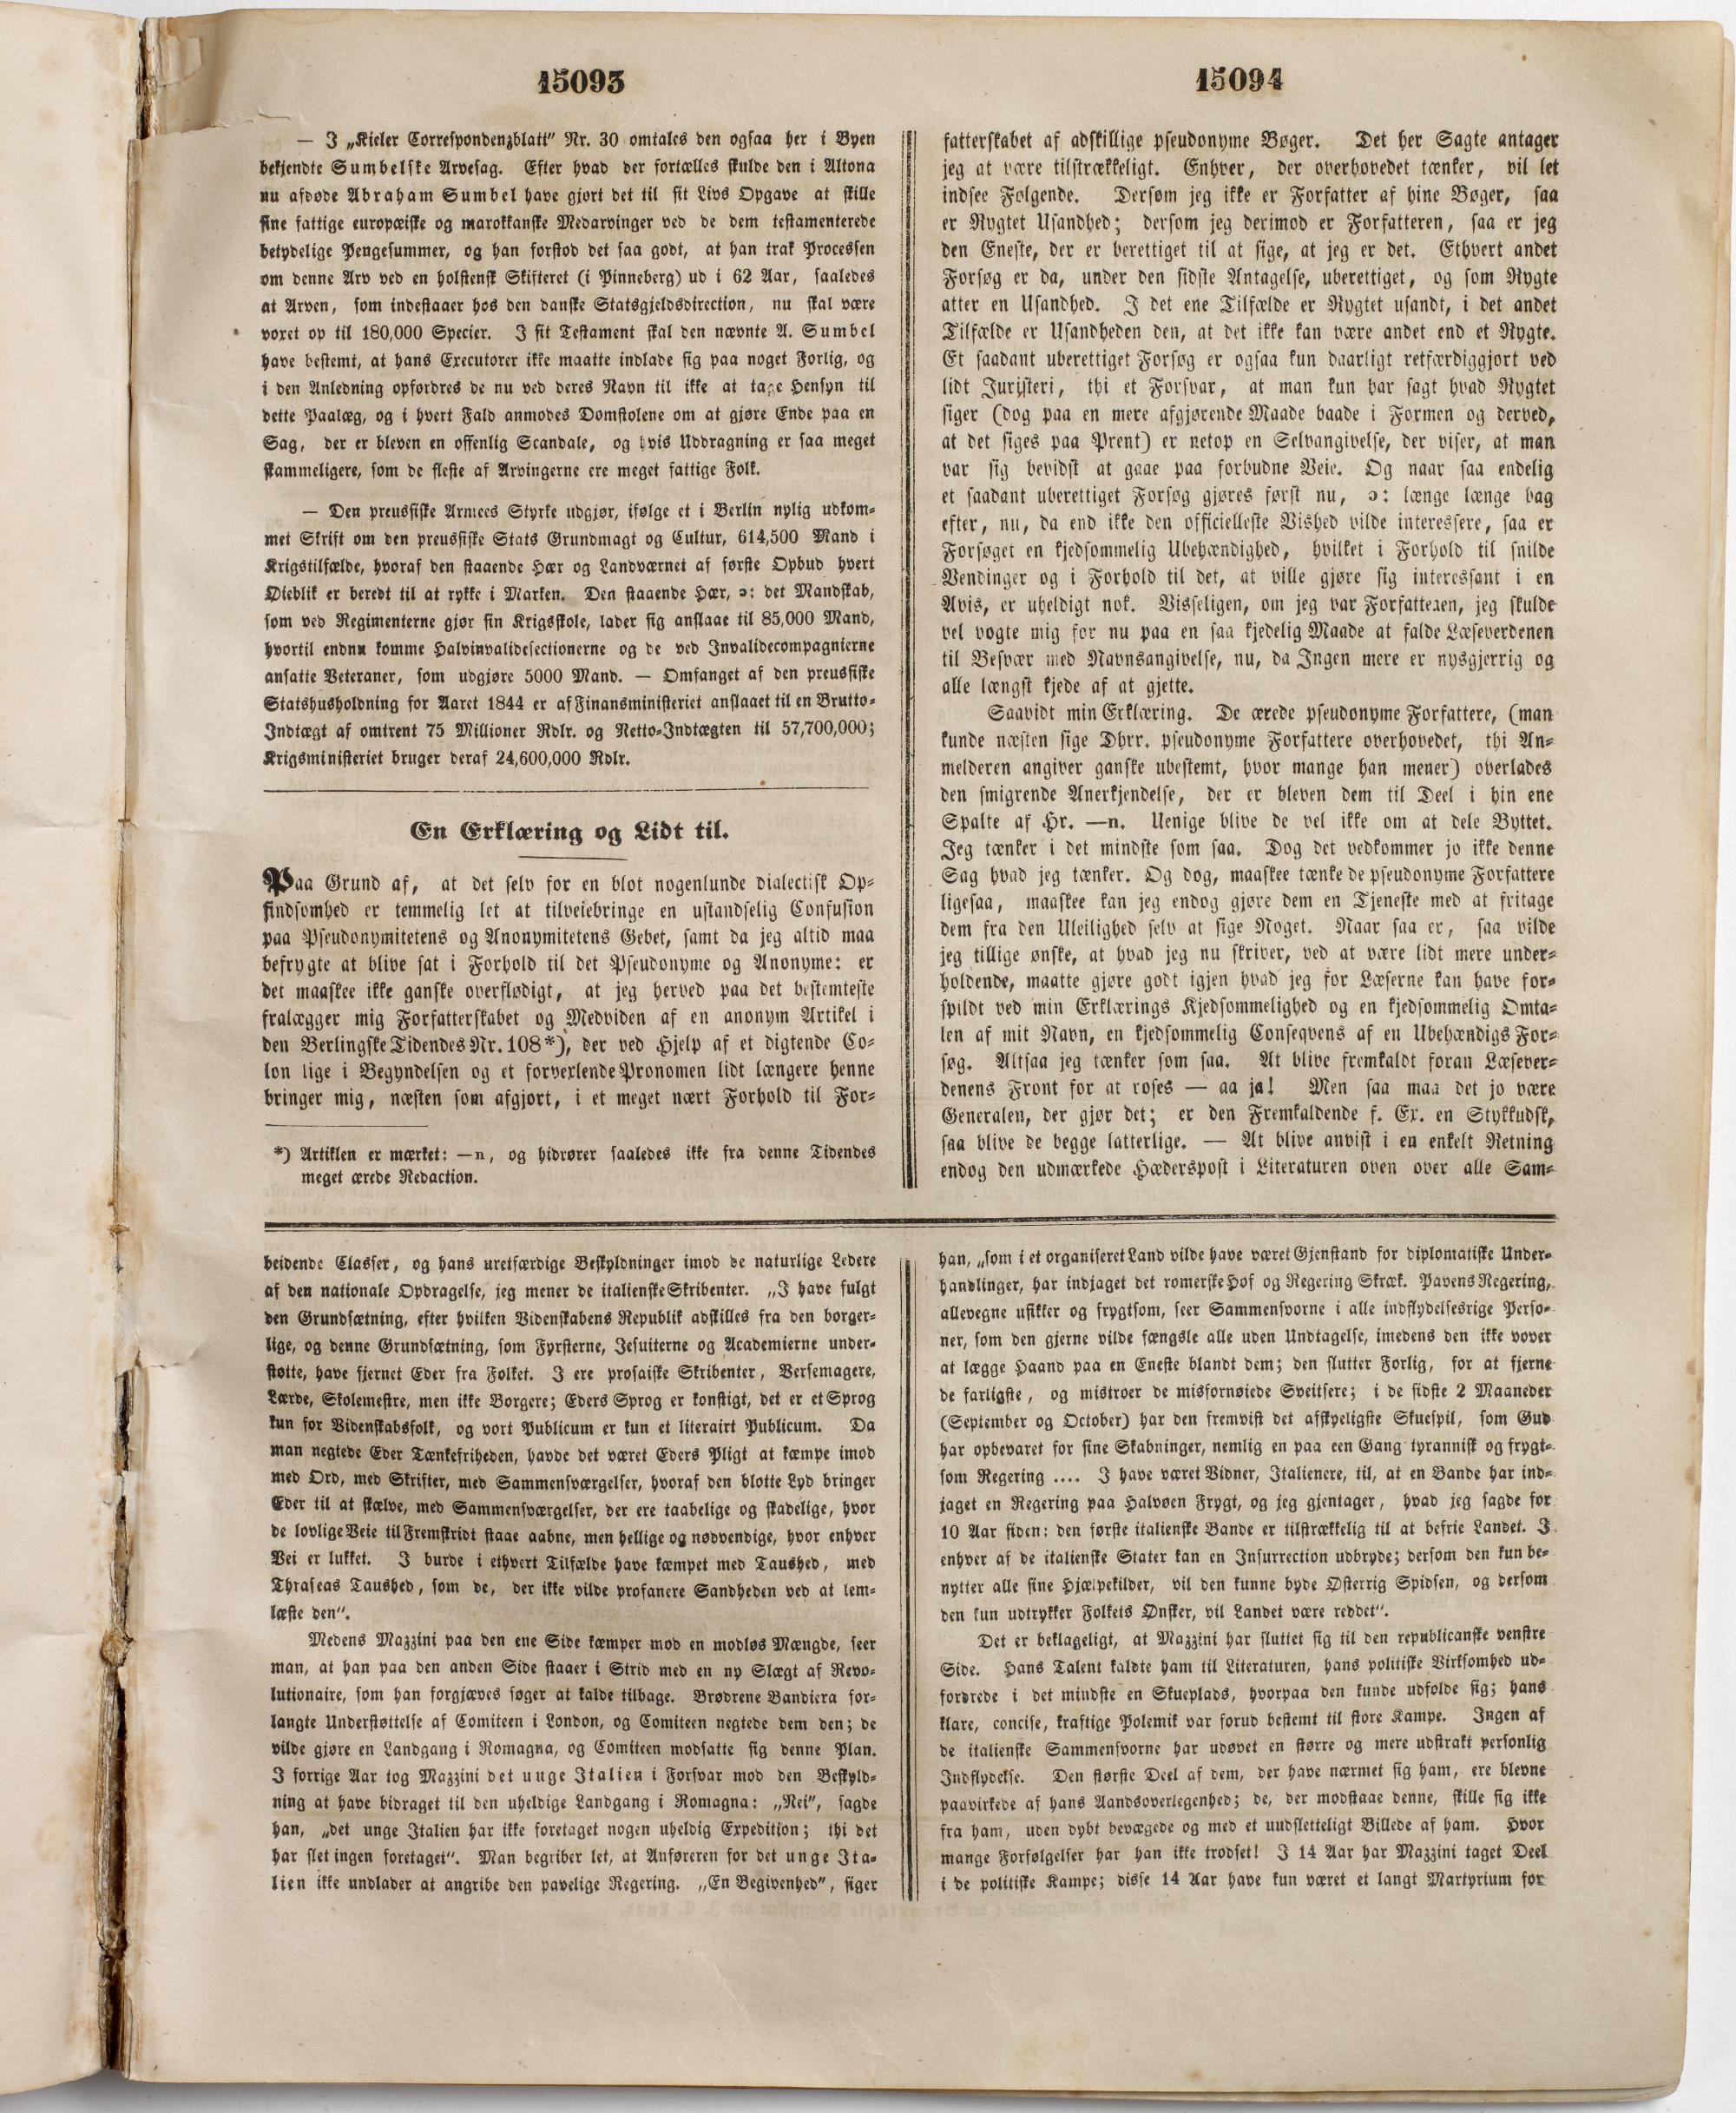 15093
— I „Kieler Correspondenzblatt" Nr. 30 omtales den ogsaa her i Byen
bekjendte Sumbelske Arvesag. Efter hvad der fortælles skulde den i Altona
nu afdøde Abraham Sumbel have gjort det til sit Livs Opgave at skille
sine fattige europæiske og marokkanske Medarvinger ved de dem testamenterede
betydelige Pengesummer, og han forstod det saa godt, at han trak Processen
om denne Arv ved en holstensk Skifteret (i Pinneberg) ud i 62 Aar, saaledes
at Arven, som indestaaer hos den danske Statsgjeldsdirection, nu skal være
voxet op til 180,000 Specier. I sit Testament skal den nævnte A. Sumbel
have bestemt, at hans Executorer ikke maatte indlade sig paa noget Forlig, og
i den Anledning opfordres de nu ved deres Navn til ikke at tage Hensyn til
dette Paalæg, og i hvert Fald anmodes Domstolene om at gjøre Ende paa en
Sag, der er bleven en offenlig Scandale, og hvis Uddragning er saa meget
skammeligere, som de fleste af Arvingerne ere meget fattige Folk.
— Den preussiske Armees Styrke udgjør, ifølge et i Berlin nylig udkom-
met Skrift om den preussiske Stats Grundmagt og Cultur, 614,500 Mand i
Krigstilfælde, hvoraf den staaende Hær og Landværnet af første Opbud hvert
Øieblik er beredt til at rykke i Marken. Den staaende Hær, ɔ: det Mandskab,
som ved Regimenterne gjør sin Krigsskole, lader sig anslaae til 85,000 Mand,
hvortil endnu komme Halvinvalidesectionerne og de ved Invalidecompagnierne
ansatte Veteraner, som udgjøre 5000 Mand. — Omfanget af den preussiske
Statshusholdning for Aaret 1844 er af Finansministeriet anslaaet til en Brutto-
Indtægt af omtrent 75 Millioner Rdlr. og Netto-Indtægten til 57,700,000;
Krigsministeriet bruger deraf 24,600,000 Rdlr.
En Erklæring og Lidt til.
Paa Grund af, at det selv for en blot nogenlunde dialectisk Op-
findsomhed er temmelig let at tilveiebringe en ustandselig Confusion
paa Pseudonymitetens og Anonymitetens Gebet, samt da jeg altid maa
befrygte at blive sat i Forhold til det Pseudonyme og Anonyme: er
det maaskee ikke ganske overflødigt, at jeg herved paa det bestemteste
fralægger mig Forfatterskabet og Medviden af en anonym Artikel i
den Berlingske Tidendes Nr. 108*), der ved Hjelp af et digtende Co-
lon lige i Begyndelsen og et forvexlende Pronomen lidt længere henne
bringer mig, næsten som afgjort, i et meget nært Forhold til For-
*) Artiklen er mærket: —n, og hidrører saaledes ikke fra denne Tidendes
meget ærede Redaction.
15094
fatterskabet af adskillige pseudonyme Bøger. Det her Sagte antager
jeg at være tilstrækkeligt. Enhver, der overhovedet tænker, vil let
indsee Følgende. Dersom jeg ikke er Forfatter af hine Bøger, saa
er Rygtet Usandhed; dersom jeg derimod er Forfatteren, saa er jeg
den Eneste, der er berettiget til at sige, at jeg er det. Ethvert andet
Forsøg er da, under den sidste Antagelse, uberettiget, og som Rygte
atter en Usandhed. I det ene Tilfælde er Rygtet usandt, i det andet
Tilfælde er Usandheden den, at det ikke kan være andet end et Rygte.
Et saadant uberettiget Forsøg er ogsaa kun daarligt retfærdiggjort ved
lidt Juristeri, thi et Forsvar, at man kun har sagt hvad Rygtet
siger (dog paa en mere afgjørende Maade baade i Formen og derved,
at det siges paa Prent) er netop en Selvangivelse, der viser, at man
var sig bevidst at gaae paa forbudne Veie. Og naar saa endelig
et saadant uberettiget Forsøg gjøres først nu, ɔ: længe længe bag
efter, nu, da end ikke den officielleste Vished vilde interessere, saa er
Forsøget en kjedsommelig Ubehændighed, hvilket i Forhold til snilde
Vendinger og i Forhold til det, at ville gjøre sig interessant i en
Avis, er uheldigt nok. Visseligen, om jeg var Forfatteren, jeg skulde
vel vogte mig for nu paa en saa kjedelig Maade at falde Læseverdenen
til Besvær med Navnsangivelse, nu, da Ingen mere er nysgjerrig og
alle længst kjede af at gjette.
Saavidt min Erklæring. De ærede pseudonyme Forfattere, (man
kunde næsten sige Dhrr. pseudonyme Forfattere overhovedet, thi An-
melderen angiver ganske ubestemt, hvor mange han mener) overlades
den smigrende Anerkjendelse, der er bleven dem til Deel i hin ene
Spalte af Hr. —n. Uenige blive de vel ikke om at dele Byttet.
Jeg tænker i det mindste som saa. Dog det vedkommer jo ikke denne
Sag hvad jeg tænker. Og dog, maaskee tænke de pseudonyme Forfattere
ligesaa, maaskee kan jeg endog gjøre dem en Tjeneste med at fritage
dem fra den Uleilighed selv at sige Noget. Naar saa er, saa vilde
jeg tillige ønske, at hvad jeg nu skriver, ved at være lidt mere under-
holdende, maatte gjøre godt igjen hvad jeg for Læserne kan have for-
spildt ved min Erklærings Kjedsommelighed og en kjedsommelig Omta-
len af mit Navn, en kjedsommelig Conseqvens af en Ubehændigs For-
søg. Altsaa jeg tænker som saa. At blive fremkaldt foran Læsever-
denens Front for at roses — aa ja! Men saa maa det jo være
Generalen, der gjør det; er den Fremkaldende f. Ex. en Stykkudsk,
saa blive de begge latterlige. — At blive anvist i en enkelt Retning
endog den udmærkede Hæderspost i Literaturen oven over alle Sam-
beidende Classer, og hans uretfærdige Beskyldninger imod de naturlige Ledere
af den nationale Opdragelse, jeg mener de italienske Skribenter. „I have fulgt
den Grundsætning, efter hvilken Videnskabens Republik adskilles fra den borger-
lige, og denne Grundsætning, som Fyrsterne, Jesuiterne og Academierne under-
støtte, have fjernet Eder fra Folket. I ere prosaiske Skribenter, Versemagere,
Lærde, Skolemestre, men ikke Borgere; Eders Sprog er konstigt, det er et Sprog
kun for Videnskabsfolk, og vort Publicum er kun et literairt Publicum. Da
man negtede Eder Tænkefriheden, havde det været Eders Pligt at kæmpe imod
med Ord, med Skrifter, med Sammensværgelser, hvoraf den blotte Lyd bringer
Eder til at skælve, med Sammensværgelser, der ere taabelige og skadelige, hvor
de lovlige Veie til Fremskridt staae aabne, men hellige og nødvendige, hvor enhver
Vei er lukket. I burde i ethvert Tilfælde have kæmpet med Taushed, med
Thraseas Taushed, som de, der ikke vilde profanere Sandheden ved at lem-
læste den".
Medens Mazzini paa den ene Side kæmper mod en modløs Mængde, seer
man, at han paa den anden Side staaer i Strid med en ny Slægt af Revo-
lutionaire, som han forgjæves søger at kalde tilbage. Brødrene Bandiera for-
langte Understøttelse af Comiteen i London, og Comiteen negtede dem den; de
vilde gjøre en Landgang i Romagna, og Comiteen modsatte sig denne Plan.
I forrige Aar tog Mazzini det unge Italien i Forsvar mod den Beskyld-
ning at have bidraget til den uheldige Landgang i Romagna: „Nei", sagde
han, „det unge Italien har ikke foretaget nogen uheldig Expedition; thi det
har slet ingen foretaget". Man begriber let, at Anføreren for det unge Ita-
lien ikke undlader at angribe den pavelige Regering. „En Begivenhed", siger
han, „som i et organiseret Land vilde have været Gjenstand for diplomatiske Under-
handlinger, har indjaget det romerske Hof og Regering Skræk. Pavens Regering,
allevegne usikker og frygtsom, seer Sammensvorne i alle indflydelsesrige Perso-
ner, som den gjerne vilde fængsle alle uden Undtagelse, imedens den ikke vover
at lægge Haand paa en Eneste blandt dem; den slutter Forlig, for at fjerne
de farligste, og mistroer de misfornøiede Sveitsere; i de sidste 2 Maaneder
(September og October) har den fremvist det afskyeligste Skuespil, som Gud
har opbevaret for sine Skabninger, nemlig en paa een Gang tyrannisk og frygt-
som Regering .... I have været Vidner, Italienere, til, at en Bande har ind-
jaget en Regering paa Halvøen Frygt, og jeg gjentager, hvad jeg sagde for
10 Aar siden: den første italienske Bande er tilstrækkelig til at befrie Landet. I
enhver af de italienske Stater kan en Insurrection udbryde; dersom den kun be-
nytter alle sine Hjælpekilder, vil den kunne byde Østerrig Spidsen, og dersom
den kun udtrykker Folkets Ønsker, vil Landet være reddet".
Det er beklageligt, at Mazzini har sluttet sig til den republicanske venstre
Side. Hans Talent kaldte ham til Literaturen, hans politiske Virksomhed ud-
fordrede i det mindste en Skueplads, hvorpaa den kunde udfolde sig; hans
klare, concise, kraftige Polemik var forud bestemt til store Kampe. Ingen af
de italienske Sammensvorne har udøvet en større og mere udstrakt personlig
Indflydelse. Den største Deel af dem, der have nærmet sig ham, ere blevne
paavirkede af hans Aandsoverlegenhed; de, der modstaae denne, skille sig ikke
fra ham, uden dybt bevægede og med et uudsletteligt Billede af ham. Hvor
mange Forfølgelser har han ikke trodset! I 14 Aar har Mazzini taget Deel
i de politiske Kampe; disse 14 Aar have kun været et langt Martyrium for